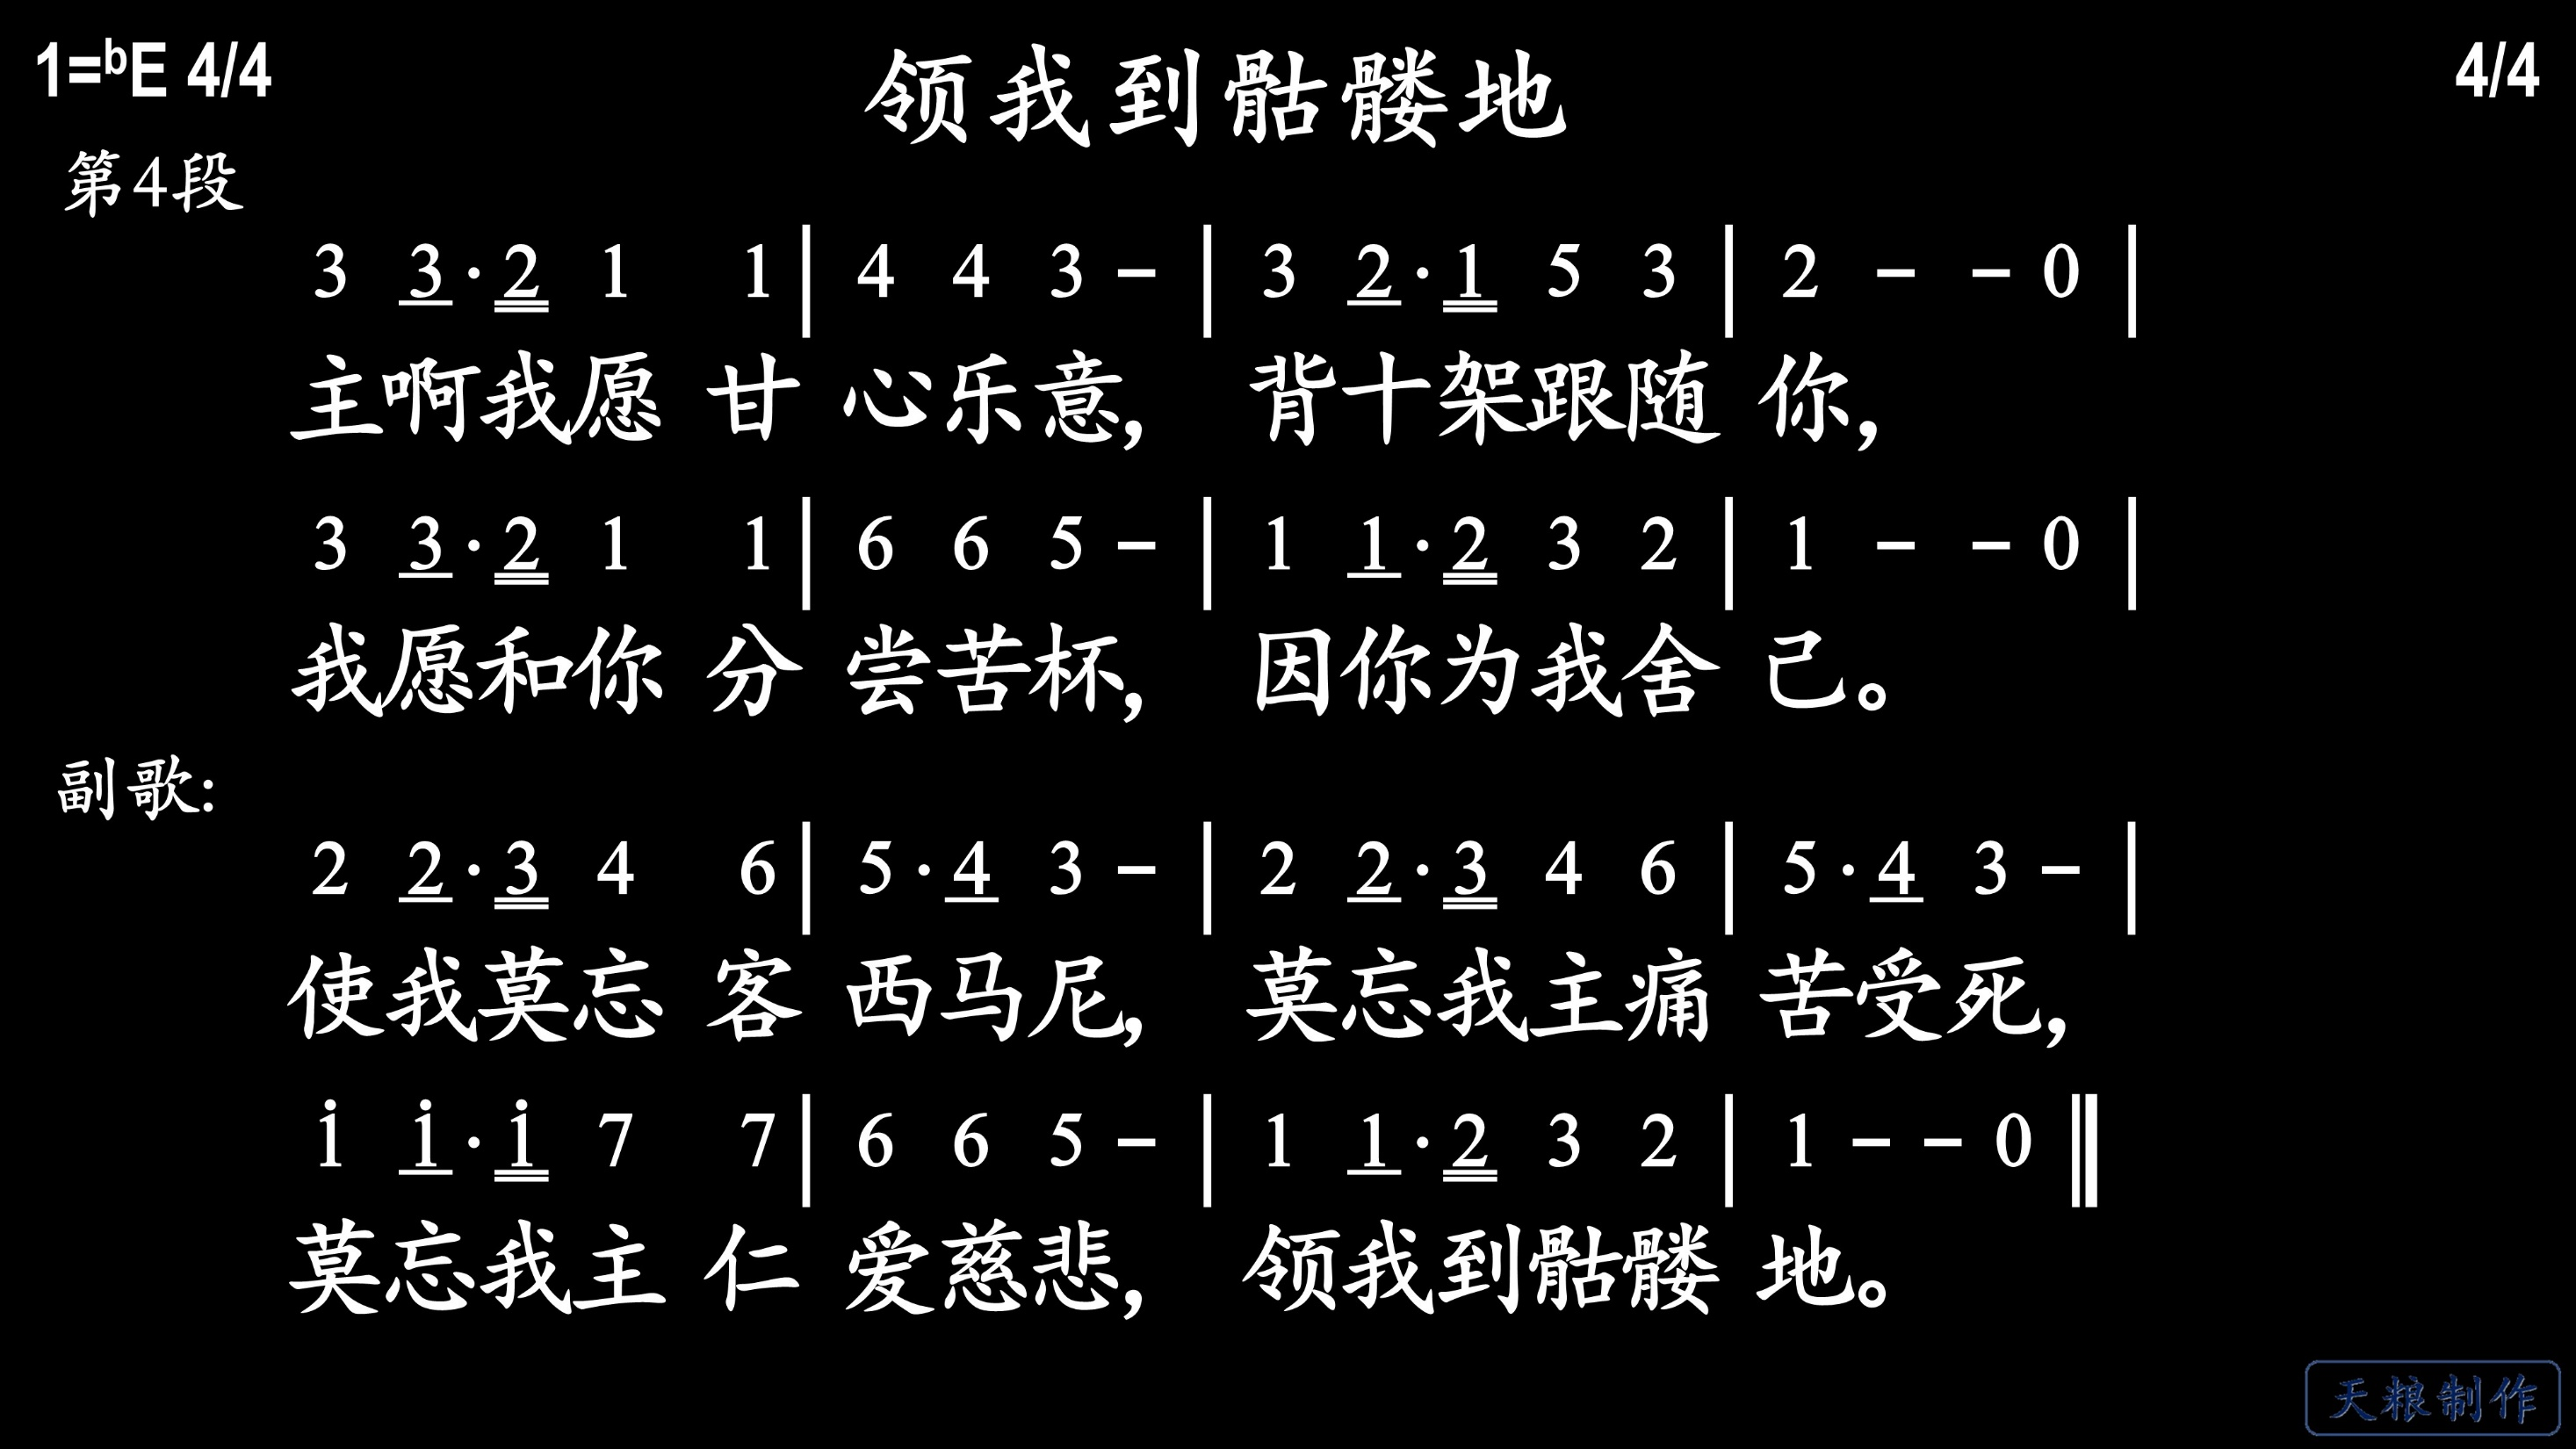 1=bE 4/4 领我到骷髅地 4/4
第4段
3 3·2 1 1 | 4 4 3 - | 3 2·1 5 3 | 2 - - 0 |
主啊我愿 甘 心乐意, 背十架跟随 你,
3 3·2 1 1 | 6 6 5 - | 1 1·2 3 2 | 1 - - 0 |
我愿和你 分 尝苦杯, 因你为我舍 己。
副歌:
2 2·3 4 6 | 5·4 3 - | 2 2·3 4 6 | 5·4 3 - |
使我莫忘 客 西马尼, 莫忘我主痛 苦受死,
i i·i 7 7 | 6 6 5 - | 1 1·2 3 2 | 1 - - 0 ‖
莫忘我主 仁 爱慈悲, 领我到骷髅 地。
天粮制作